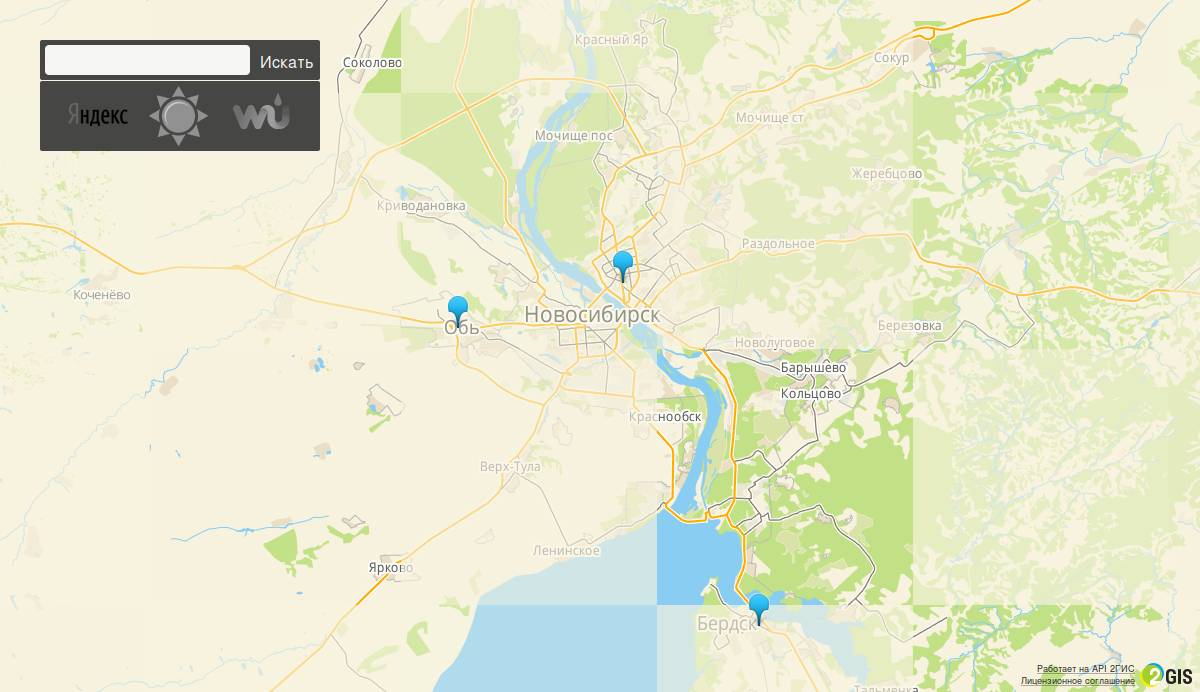 Красный Яр
Сокур
Соколово
Искать
Яндекс
wu
Мочище ст
Мочище пос
Жеребцово
Криводановка
Раздольное
Коченёво
Новосибирск
Обь
Березовка
Новолуговое
Барышево
Кольцово
Краснообск
Верх-Тула
Ленинское
Ярково
Бердск
Работает на API 2ГИС
Лицензионное соглашение
2GIS
Тальменка